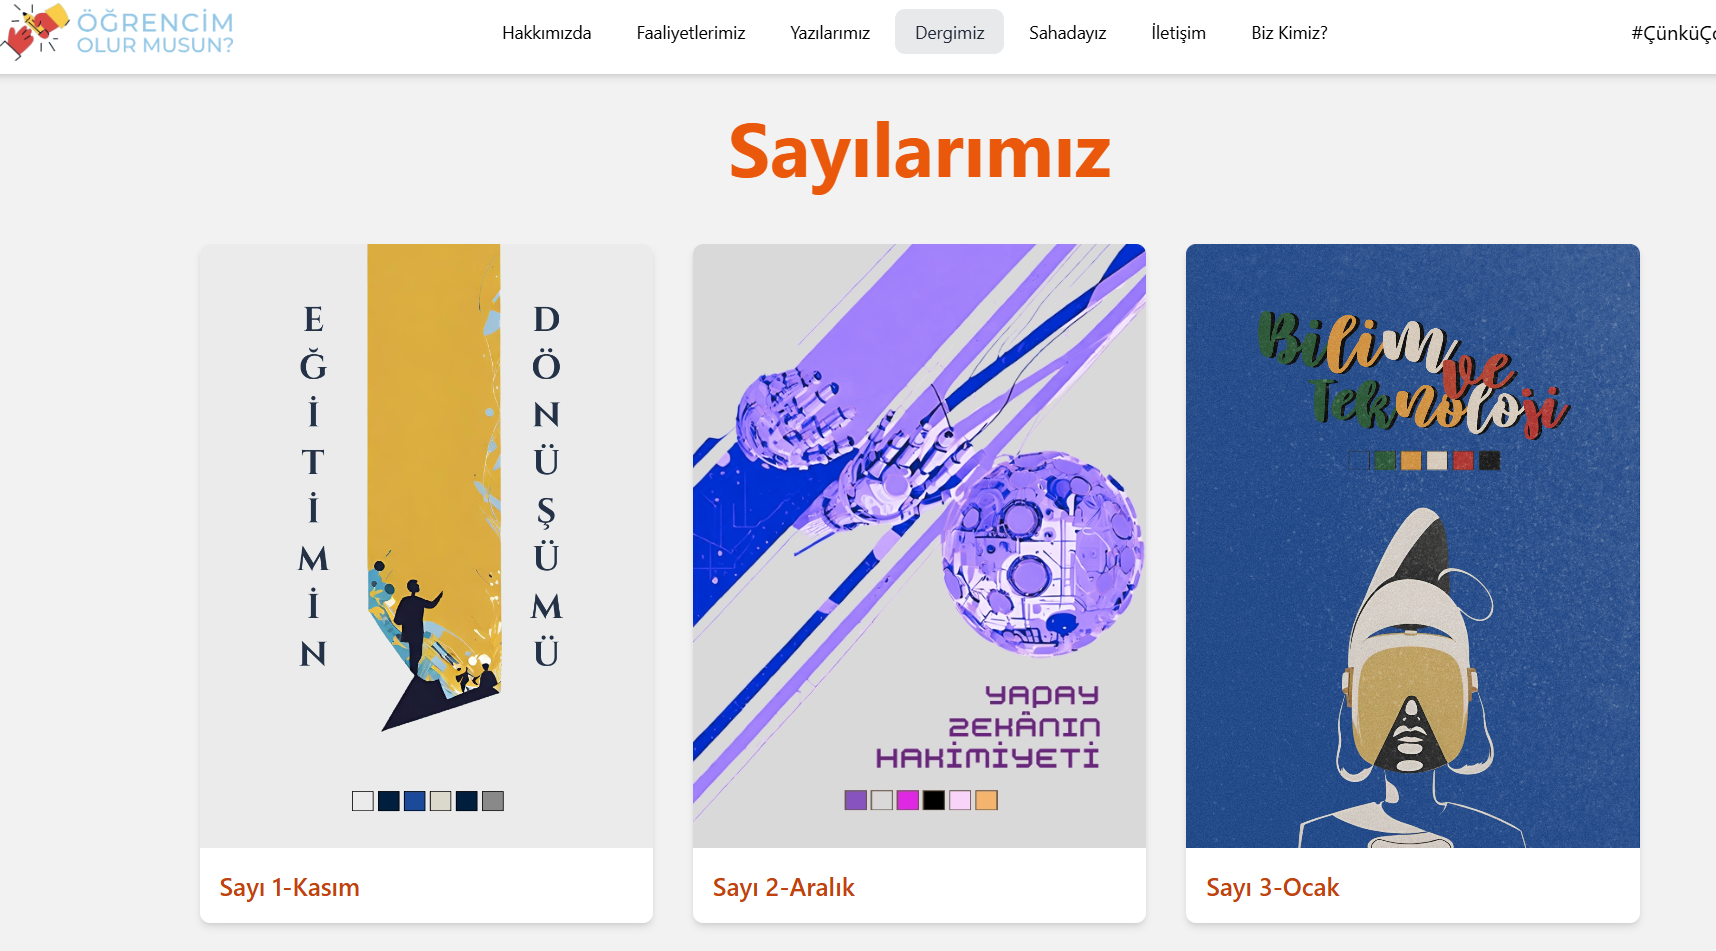 ÖĞRENCİM
OLUR MUSUN?
Hakkımızda Faaliyetlerimiz Yazılarımız Dergimiz Sahadayız İletişim Biz Kimiz?
Sayılarımız
EĞİTİMİN
DÖNÜŞÜMÜ
YAPAY
ZEKÂNIN
HAKİMİYETİ
Bilim ve
Teknoloji
Sayı 1-Kasım
Sayı 2-Aralık
Sayı 3-Ocak